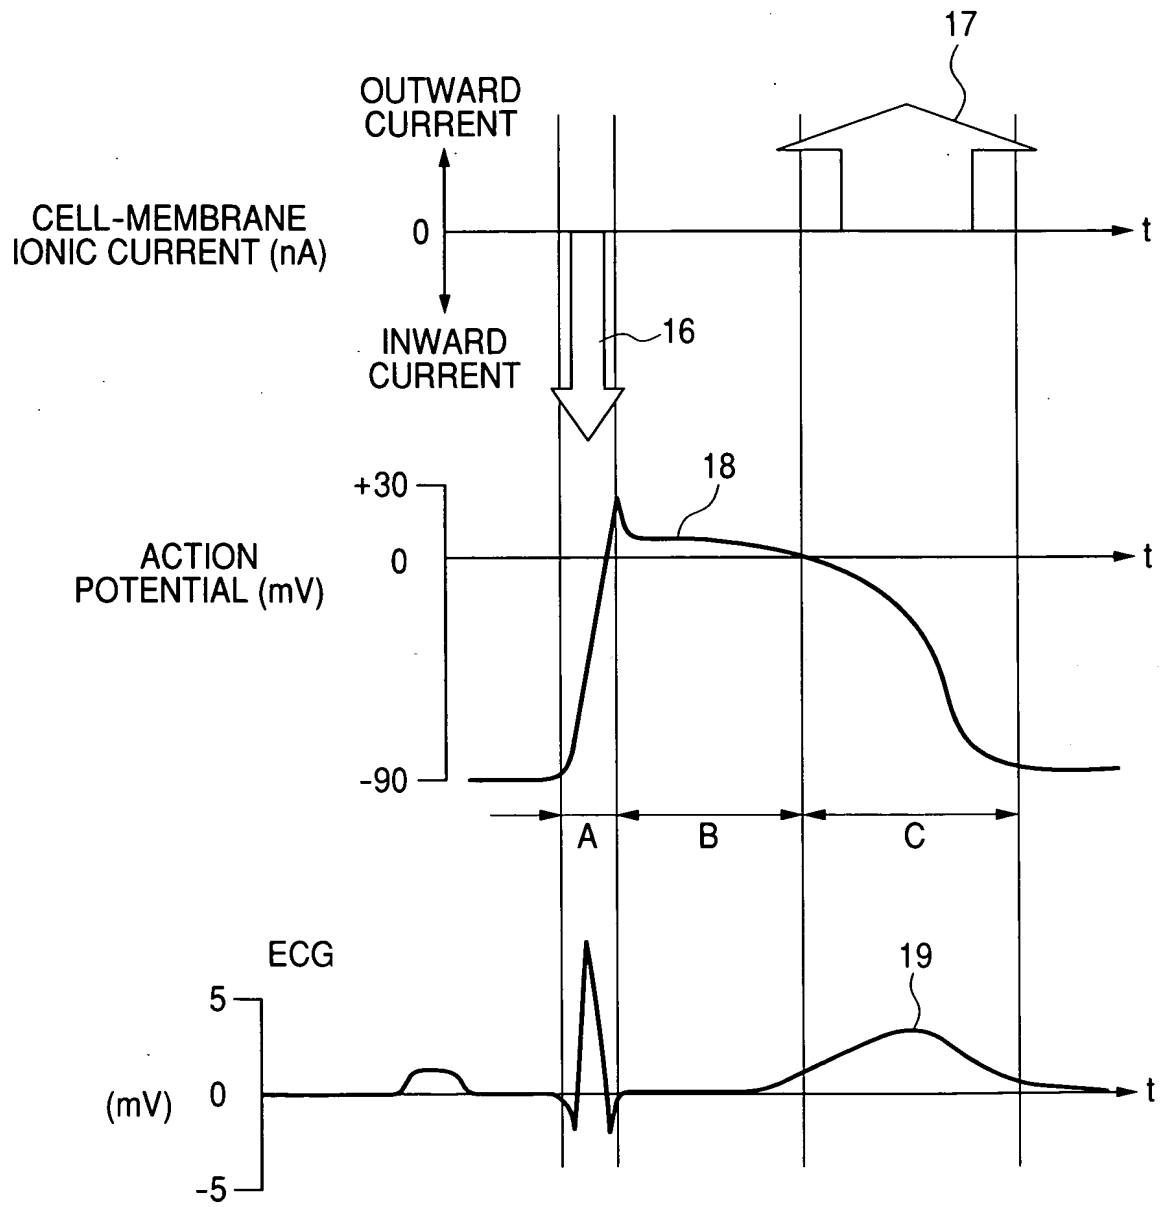 17
OUTWARD
CURRENT
CELL-MEMBRANE
IONIC CURRENT (nA)
0
t
INWARD
CURRENT
16
+30
18
ACTION
POTENTIAL (mV)
0
t
-90
A
B
C
ECG
19
5
(mV)
0
t
-5